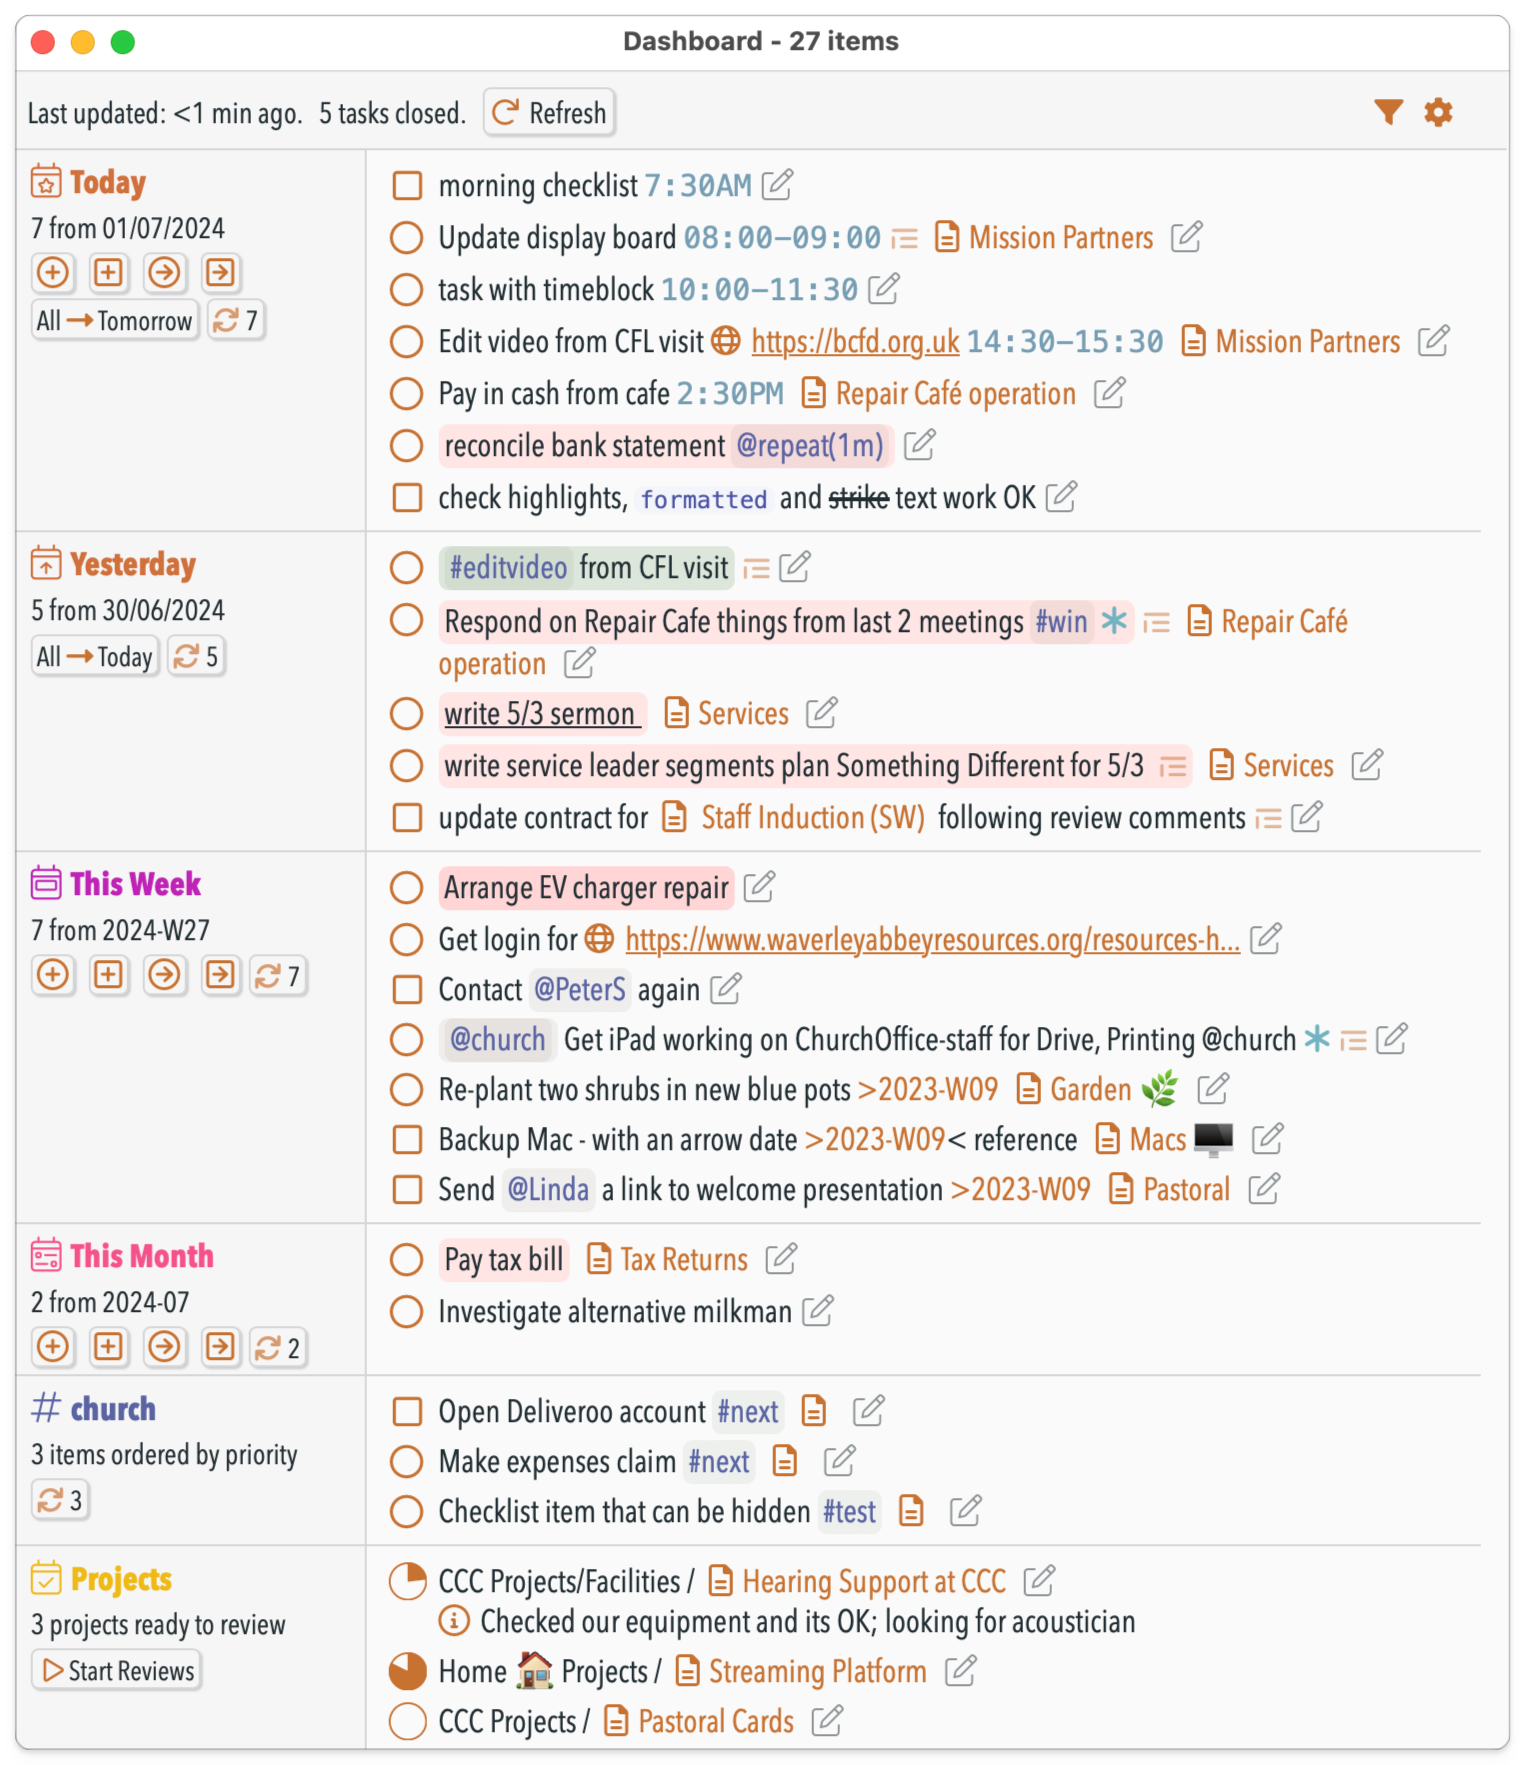 Dashboard - 27 items
Last updated: <1 min ago. 5 tasks closed. Refresh
Today
7 from 01/07/2024
All → Tomorrow 7
morning checklist 7:30AM
Update display board 08:00-09:00 Mission Partners
task with timeblock 10:00-11:30
Edit video from CFL visit https://bcfd.org.uk 14:30-15:30 Mission Partners
Pay in cash from cafe 2:30PM Repair Café operation
reconcile bank statement @repeat(1m)
check highlights, formatted and strike text work OK
Yesterday
5 from 30/06/2024
All → Today 5
#editvideo from CFL visit
Respond on Repair Cafe things from last 2 meetings #win Repair Café
operation
write 5/3 sermon Services
write service leader segments plan Something Different for 5/3 Services
update contract for Staff Induction (SW) following review comments
This Week
7 from 2024-W27
7
Arrange EV charger repair
Get login for https://www.waverleyabbeyresources.org/resources-h...
Contact @PeterS again
@church Get iPad working on ChurchOffice-staff for Drive, Printing @church
Re-plant two shrubs in new blue pots >2023-W09 Garden 🌿
Backup Mac - with an arrow date >2023-W09< reference Macs 🖥️
Send @Linda a link to welcome presentation >2023-W09 Pastoral
This Month
2 from 2024-07
2
Pay tax bill Tax Returns
Investigate alternative milkman
# church
3 items ordered by priority
3
Open Deliveroo account #next
Make expenses claim #next
Checklist item that can be hidden #test
Projects
3 projects ready to review
Start Reviews
CCC Projects/Facilities / Hearing Support at CCC
Checked our equipment and its OK; looking for acoustician
Home 🏠 Projects / Streaming Platform
CCC Projects / Pastoral Cards